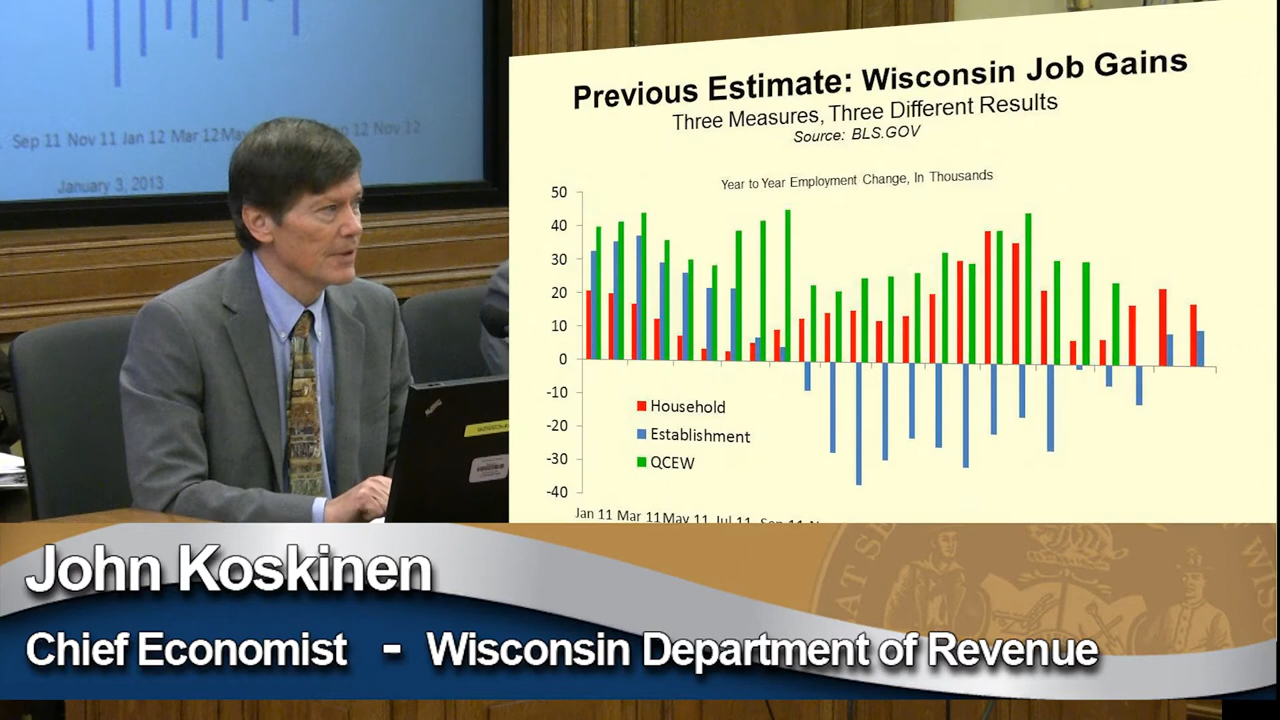 Sep 11 Nov 11 Jan 12 Mar 12 May
12 Nov 12
January 3, 2013
Previous Estimate: Wisconsin Job Gains
Three Measures, Three Different Results
Source: BLS.GOV
Year to Year Employment Change, In Thousands
50
40
30
20
10
0
-10
-20
-30
-40
Household
Establishment
QCEW
Jan 11 Mar 11 May 11 Jul 11
John Koskinen
Chief Economist - Wisconsin Department of Revenue